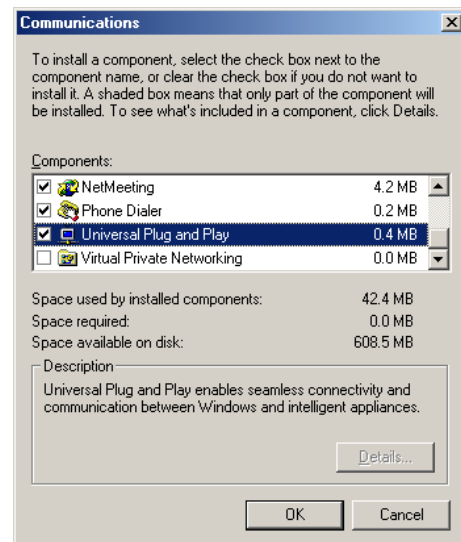 Communications
To install a component, select the check box next to the
component name, or clear the check box if you do not want to
install it. A shaded box means that only part of the component will
be installed. To see what's included in a component, click Details.
Components:
NetMeeting 4.2 MB
Phone Dialer 0.2 MB
Universal Plug and Play 0.4 MB
Virtual Private Networking 0.0 MB
Space used by installed components: 42.4 MB
Space required: 0.0 MB
Space available on disk: 608.5 MB
Description
Universal Plug and Play enables seamless connectivity and
communication between Windows and intelligent appliances.
Details...
OK Cancel